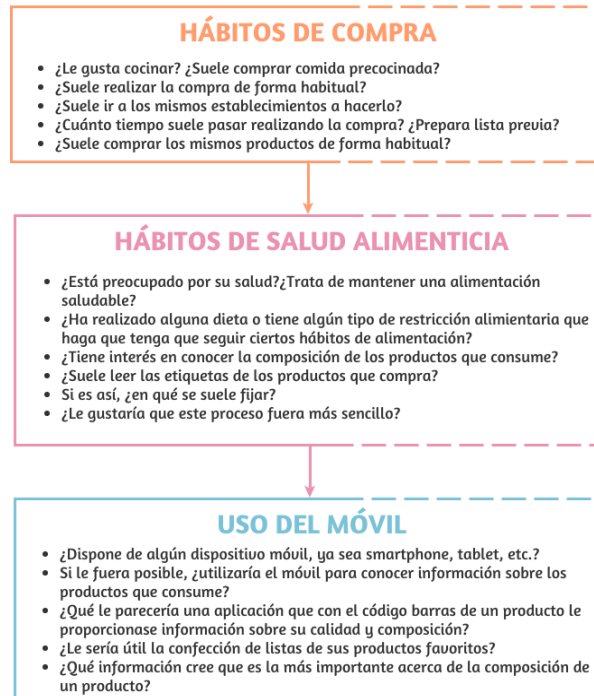 HÁBITOS DE COMPRA
• ¿Le gusta cocinar? ¿Suele comprar comida precocinada?
• ¿Suele realizar la compra de forma habitual?
• ¿Suele ir a los mismos establecimientos a hacerlo?
• ¿Cuánto tiempo suele pasar realizando la compra? ¿Prepara lista previa?
• ¿Suele comprar los mismos productos de forma habitual?
HÁBITOS DE SALUD ALIMENTICIA
• ¿Está preocupado por su salud?¿Trata de mantener una alimentación
saludable?
• ¿Ha realizado alguna dieta o tiene algún tipo de restricción alimientaria que
haga que tenga que seguir ciertos hábitos de alimentación?
• ¿Tiene interés en conocer la composición de los productos que consume?
• ¿Suele leer las etiquetas de los productos que compra?
• Si es así, ¿en qué se suele fijar?
• ¿Le gustaría que este proceso fuera más sencillo?
USO DEL MÓVIL
• ¿Dispone de algún dispositivo móvil, ya sea smartphone, tablet, etc.?
• Si le fuera posible, ¿utilizaría el móvil para conocer información sobre los
productos que consume?
• ¿Qué le parecería una aplicación que con el código barras de un producto le
proporcionase información sobre su calidad y composición?
• ¿Le sería útil la confección de listas de sus productos favoritos?
• ¿Qué información cree que es la más importante acerca de la composición de
un producto?